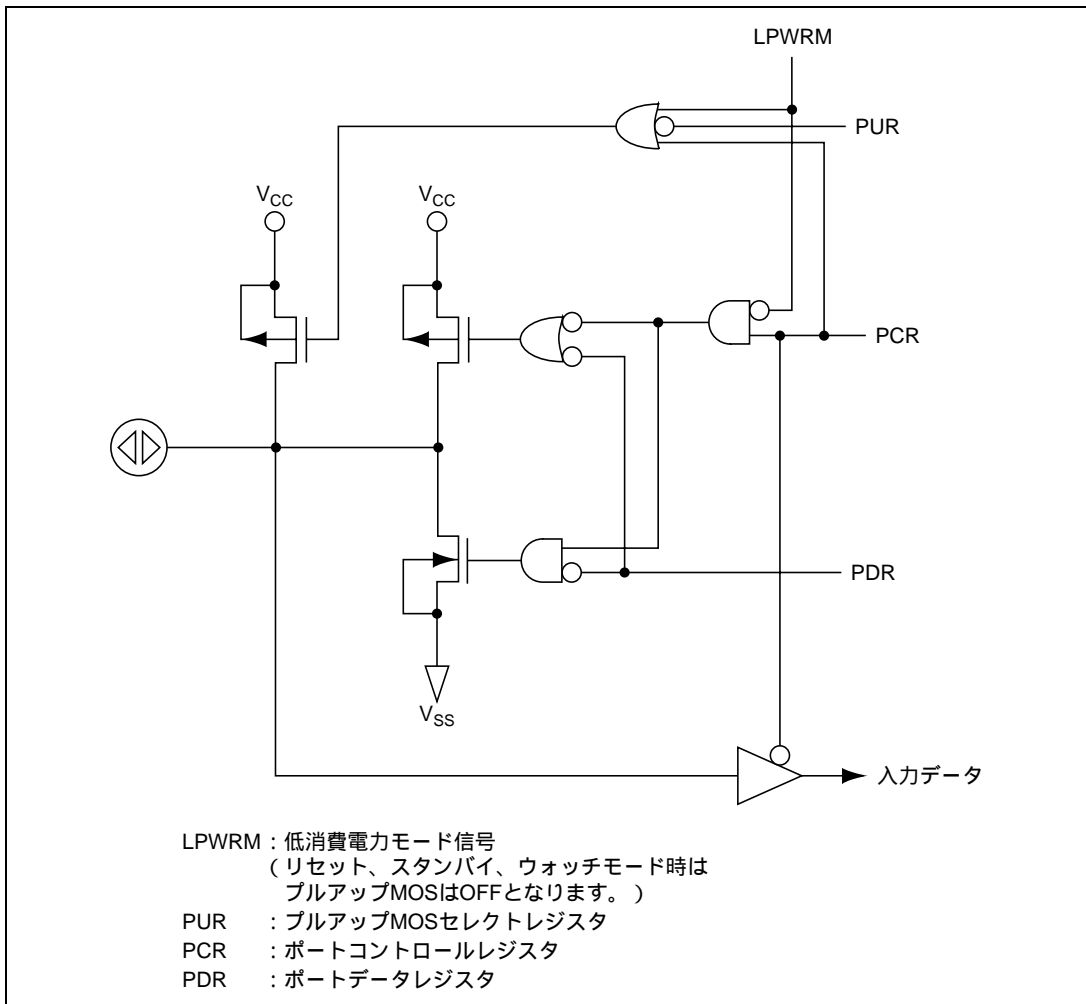 LPWRM
PUR
VCC
VCC
PCR
PDR
VSS
入力データ
LPWRM：低消費電力モード信号
（リセット、スタンバイ、ウォッチモード時は
プルアップMOSはOFFとなります。）
PUR ：プルアップMOSセレクトレジスタ
PCR ：ポートコントロールレジスタ
PDR ：ポートデータレジスタ